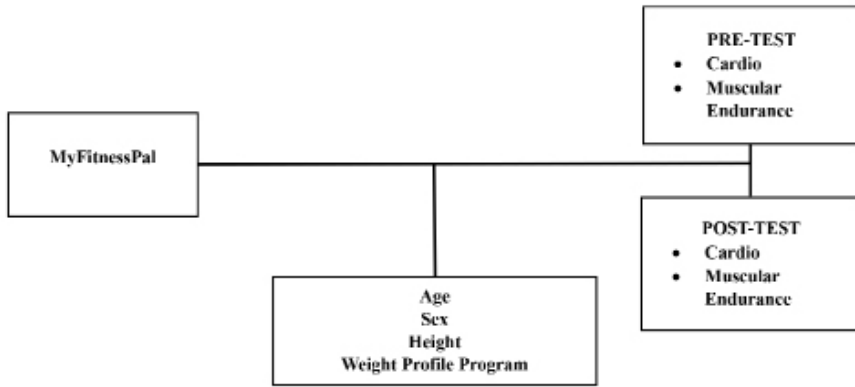 PRE-TEST
• Cardio
• Muscular
Endurance
MyFitnessPal
POST-TEST
• Cardio
• Muscular
Endurance
Age
Sex
Height
Weight Profile Program